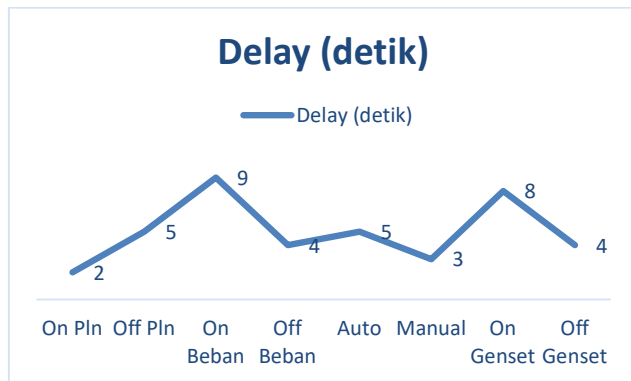 Delay (detik)
Delay (detik)
9
8
5
5
4
4
3
2
On Pln
Off Pln
On
Beban
Off
Beban
Auto
Manual
On
Genset
Off
Genset